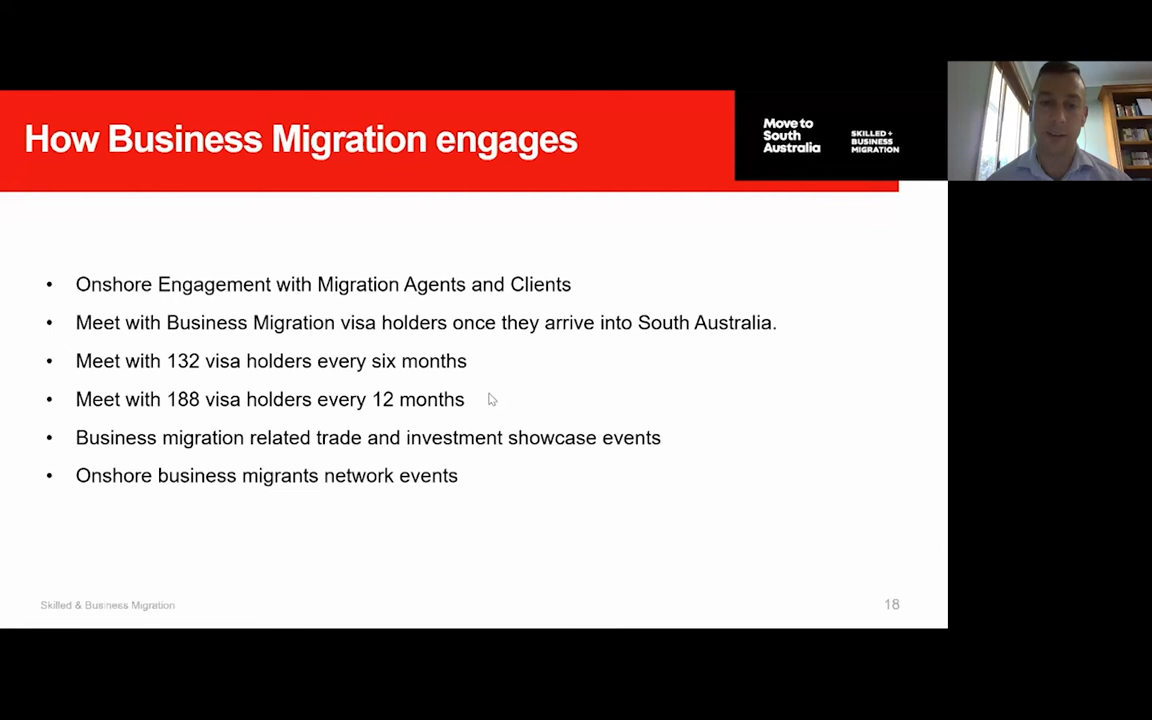 How Business Migration engages
Move to
South
Australia
SKILLED +
BUSINESS
MIGRATION
• Onshore Engagement with Migration Agents and Clients
• Meet with Business Migration visa holders once they arrive into South Australia.
• Meet with 132 visa holders every six months
• Meet with 188 visa holders every 12 months
• Business migration related trade and investment showcase events
• Onshore business migrants network events
Skilled & Business Migration
18